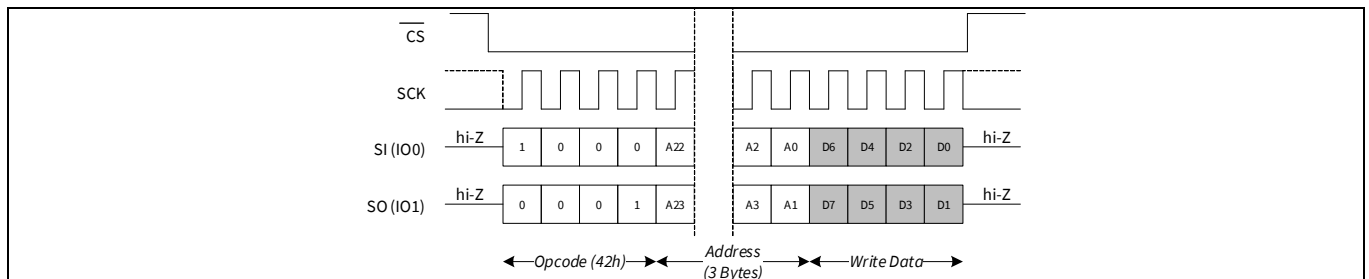 CS
SCK
hi-Z 1 0 0 0 A22 A2 A0 D6 D4 D2 D0 hi-Z
SI (IO0)
hi-Z 0 0 0 1 A23 A3 A1 D7 D5 D3 D1 hi-Z
SO (IO1)
Opcode (42h) Address Write Data
(3 Bytes)